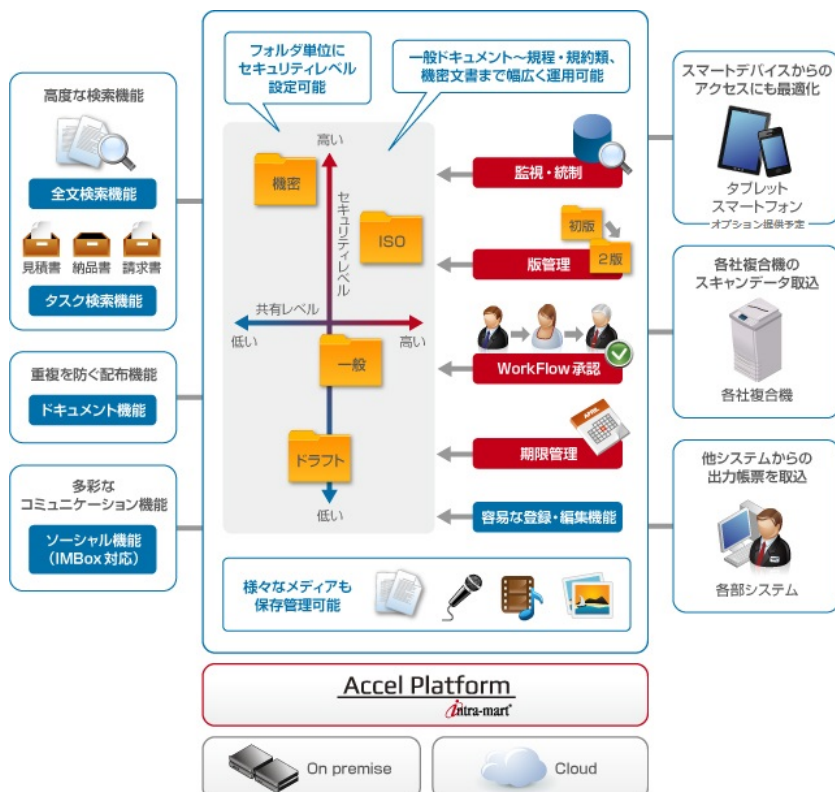 高度な検索機能
全文検索機能
見積書 納品書 請求書
タスク検索機能
重複を防ぐ配布機能
ドキュメント機能
多彩な
コミュニケーション機能
ソーシャル機能
（IMBox 対応）
フォルダ単位に
セキュリティレベル
設定可能
一般ドキュメント～規程・規約類、
機密文書まで幅広く運用可能
高い
機密
セキュリティレベル
ISO
共有レベル
低い
高い
一般
ドラフト
低い
監視・統制
初版
2版
版管理
WorkFlow 承認
APRIL
期限管理
容易な登録・編集機能
様々なメディアも
保存管理可能
スマートデバイスからの
アクセスにも最適化
タブレット
スマートフォン
オプション提供予定
各社複合機の
スキャンデータ取込
各社複合機
他システムからの
出力帳票を取込
各部システム
Accel Platform
intra-mart®
On premise
Cloud